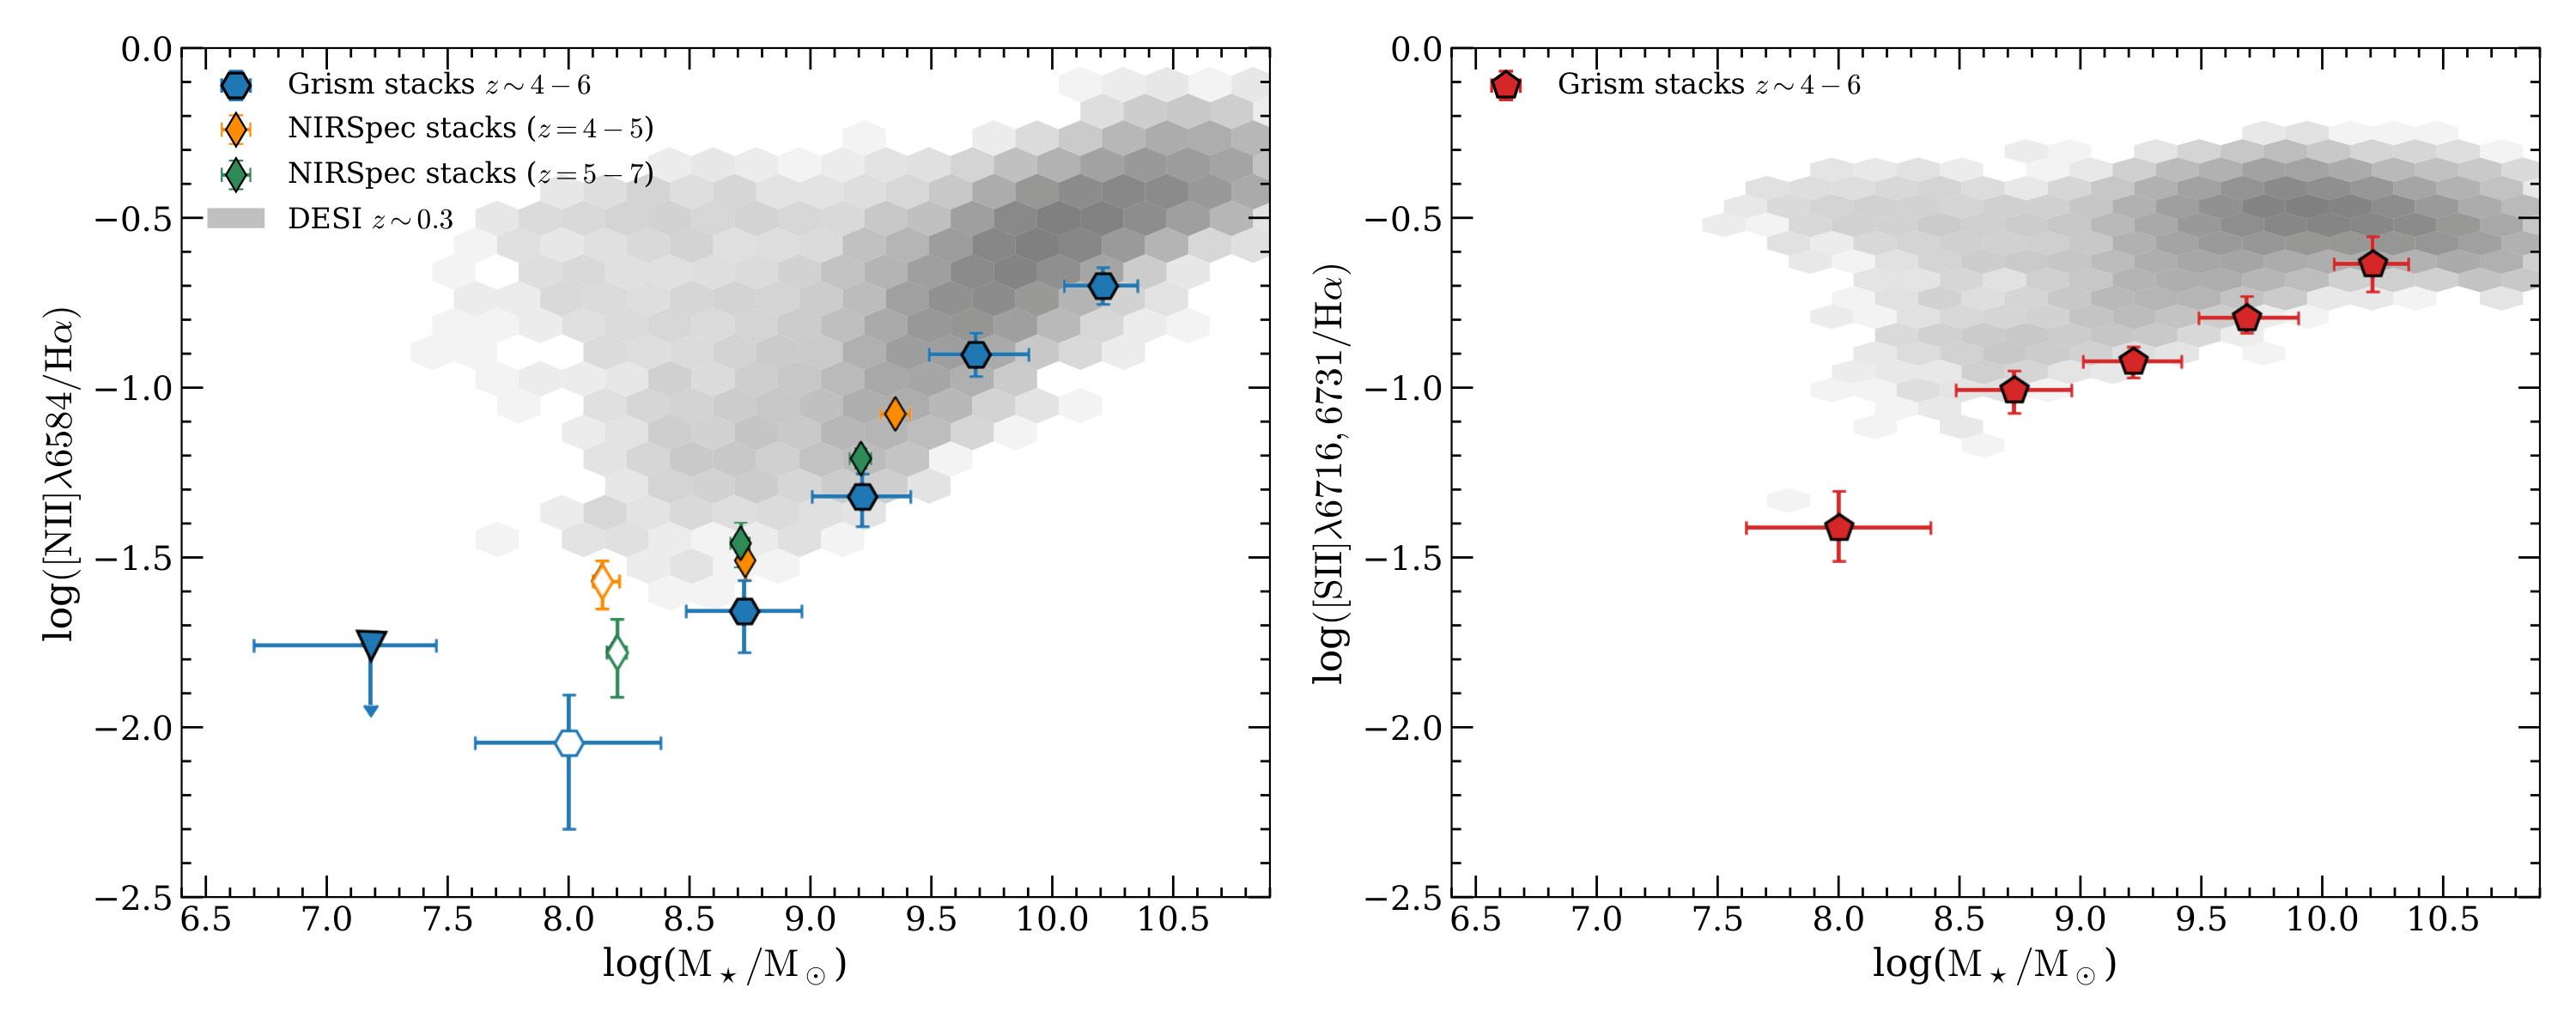 0.0
−0.5
−1.0
−1.5
−2.0
−2.5
log([NII]λ6584/Hα)
Grism stacks z ∼ 4 − 6
NIRSpec stacks (z = 4 − 5)
NIRSpec stacks (z = 5 − 7)
DESI z ∼ 0.3
6.5 7.0 7.5 8.0 8.5 9.0 9.5 10.0 10.5
log(M⋆/M⊙)
0.0
−0.5
−1.0
−1.5
−2.0
−2.5
log([SII]λ6716, 6731/Hα)
Grism stacks z ∼ 4 − 6
6.5 7.0 7.5 8.0 8.5 9.0 9.5 10.0 10.5
log(M⋆/M⊙)